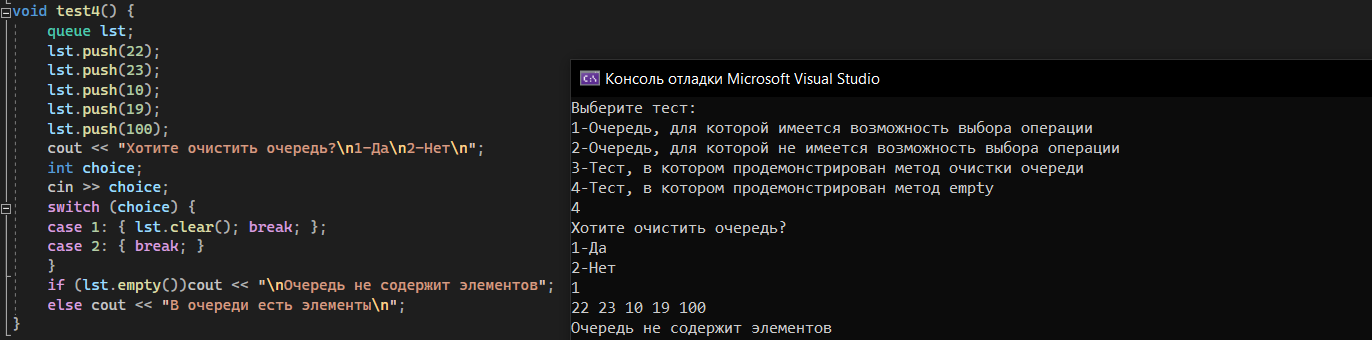 void test4() {
queue lst;
lst.push(22);
lst.push(23);
lst.push(10);
lst.push(19);
lst.push(100);
cout << "Хотите очистить очередь?\n1-Да\n2-Нет\n";
int choice;
cin >> choice;
switch (choice) {
case 1: { lst.clear(); break; };
case 2: { break; }
}
if (lst.empty())cout << "\nОчередь не содержит элементов";
else cout << "В очереди есть элементы\n";
}
Консоль отладки Microsoft Visual Studio
Выберите тест:
1-Очередь, для которой имеется возможность выбора операции
2-Очередь, для которой не имеется возможность выбора операции
3-Тест, в котором продемонстрирован метод очистки очереди
4-Тест, в котором продемонстрирован метод empty
4
Хотите очистить очередь?
1-Да
2-Нет
1
22 23 10 19 100
Очередь не содержит элементов